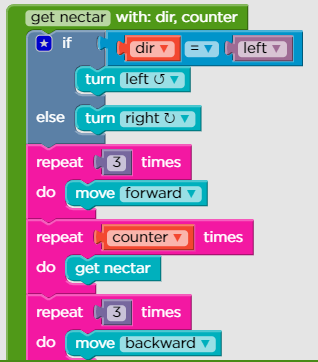 get nectar with: dir, counter
if dir = left
turn left ↺
else turn right ↻
repeat 3 times
do move forward
repeat counter times
do get nectar
repeat 3 times
do move backward